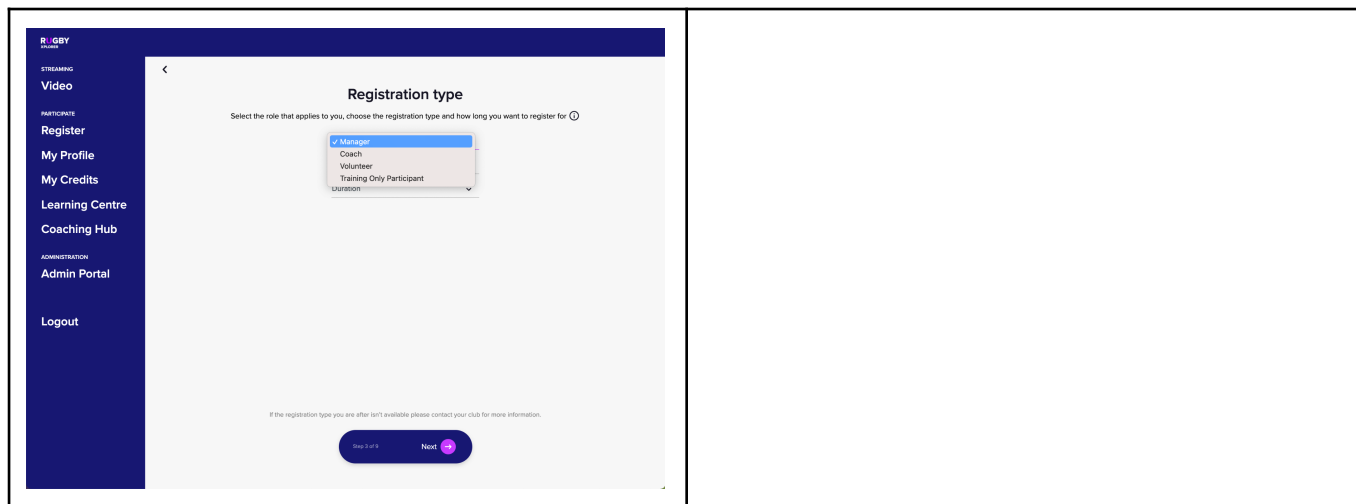 RUGBY
XPLORER
STREAMING
Video
PARTICIPATE
Register
My Profile
My Credits
Learning Centre
Coaching Hub
ADMINISTRATION
Admin Portal
Logout
Registration type
Select the role that applies to you, choose the registration type and how long you want to register for
✓ Manager
Coach
Volunteer
Training Only Participant
Duration
If the registration type you are after isn't available please contact your club for more information.
Step 3 of 9 Next →